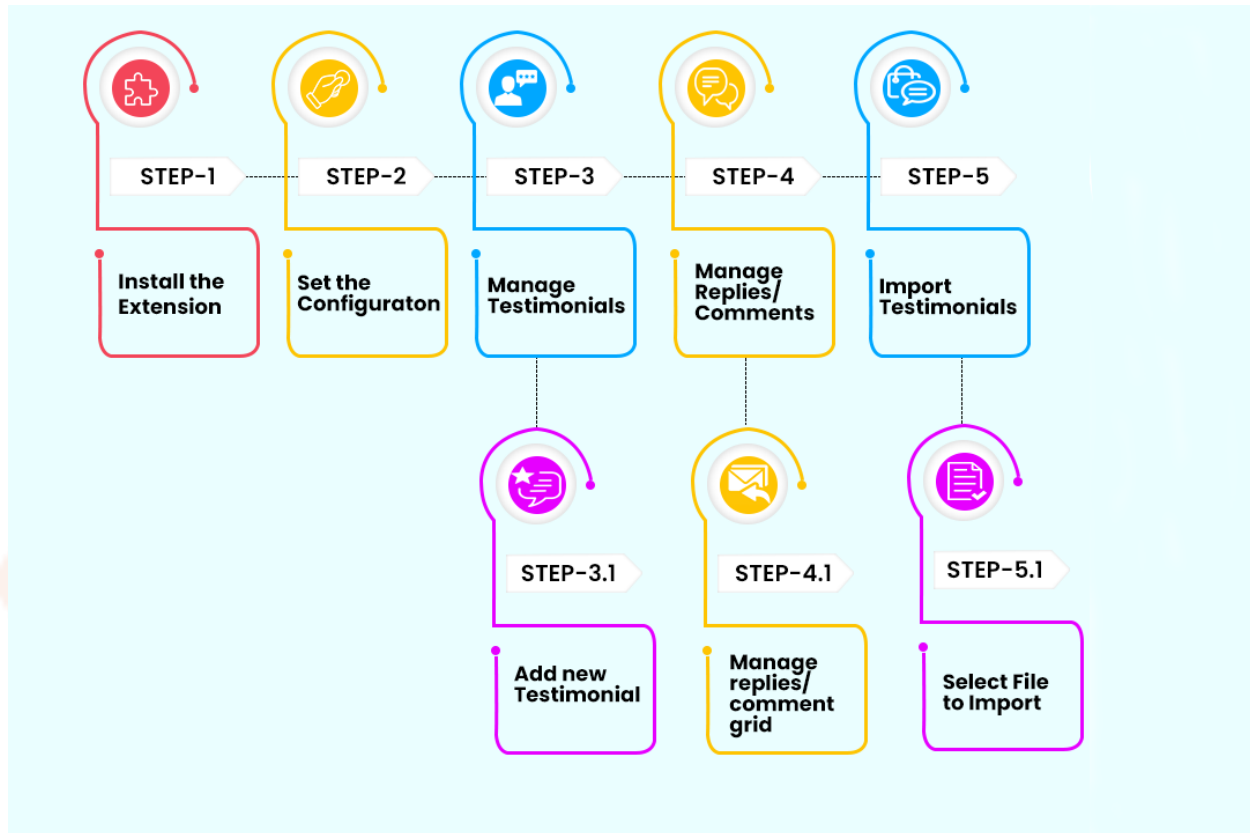 STEP-1
STEP-2
STEP-3
STEP-4
STEP-5
Install the
Extension
Set the
Configuraton
Manage
Testimonials
Manage
Replies/
Comments
Import
Testimonials
STEP-3.1
STEP-4.1
STEP-5.1
Add new
Testimonial
Manage
replies/
comment
grid
Select File
to Import